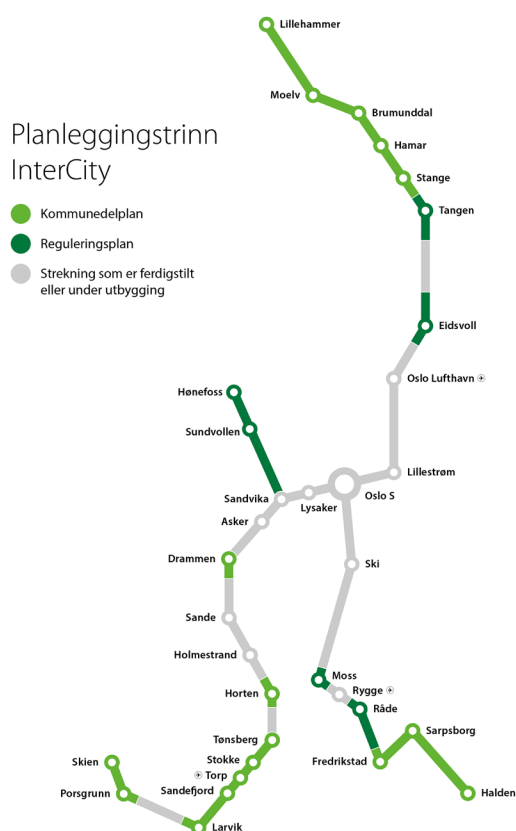 Lillehammer
Moelv
Brumunddal
Planleggingstrinn
InterCity
Hamar
Stange
Kommunedelplan
Tangen
Reguleringsplan
Strekning som er ferdigstilt
eller under utbygging
Eidsvoll
Oslo Lufthavn
Hønefoss
Sundvollen
Lillestrøm
Sandvika
Oslo S
Lysaker
Asker
Drammen
Ski
Sande
Holmestrand
Moss
Rygge
Horten
Råde
Sarpsborg
Tønsberg
Stokke
Skien
Fredrikstad
Torp
Sandefjord
Porsgrunn
Halden
Larvik